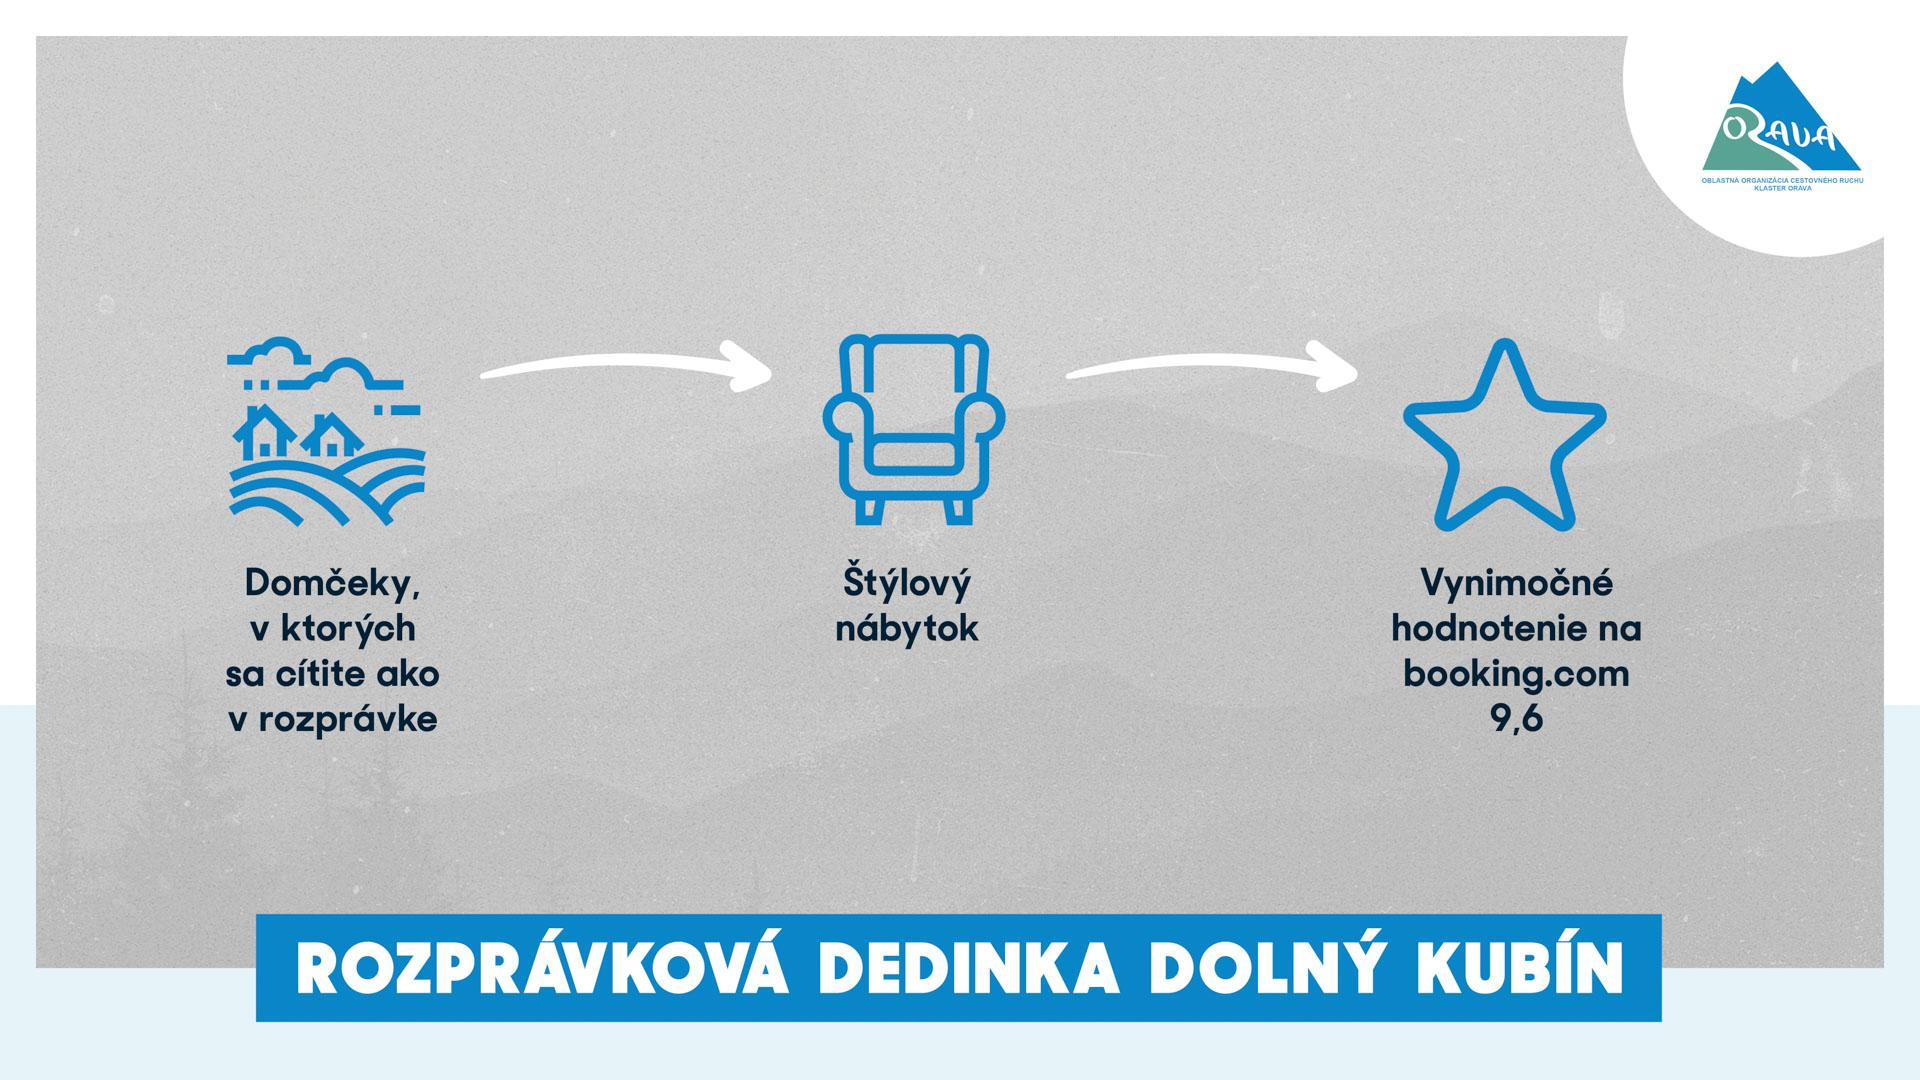 ORAVA
OBLASTNÁ ORGANIZÁCIA CESTOVNÉHO RUCHU
KLASTER ORAVA
Domčeky,
v ktorých
sa cítite ako
v rozprávke
Štýlový
nábytok
Vynimočné
hodnotenie na
booking.com
9,6
ROZPRÁVKOVÁ DEDINKA DOLNÝ KUBÍN